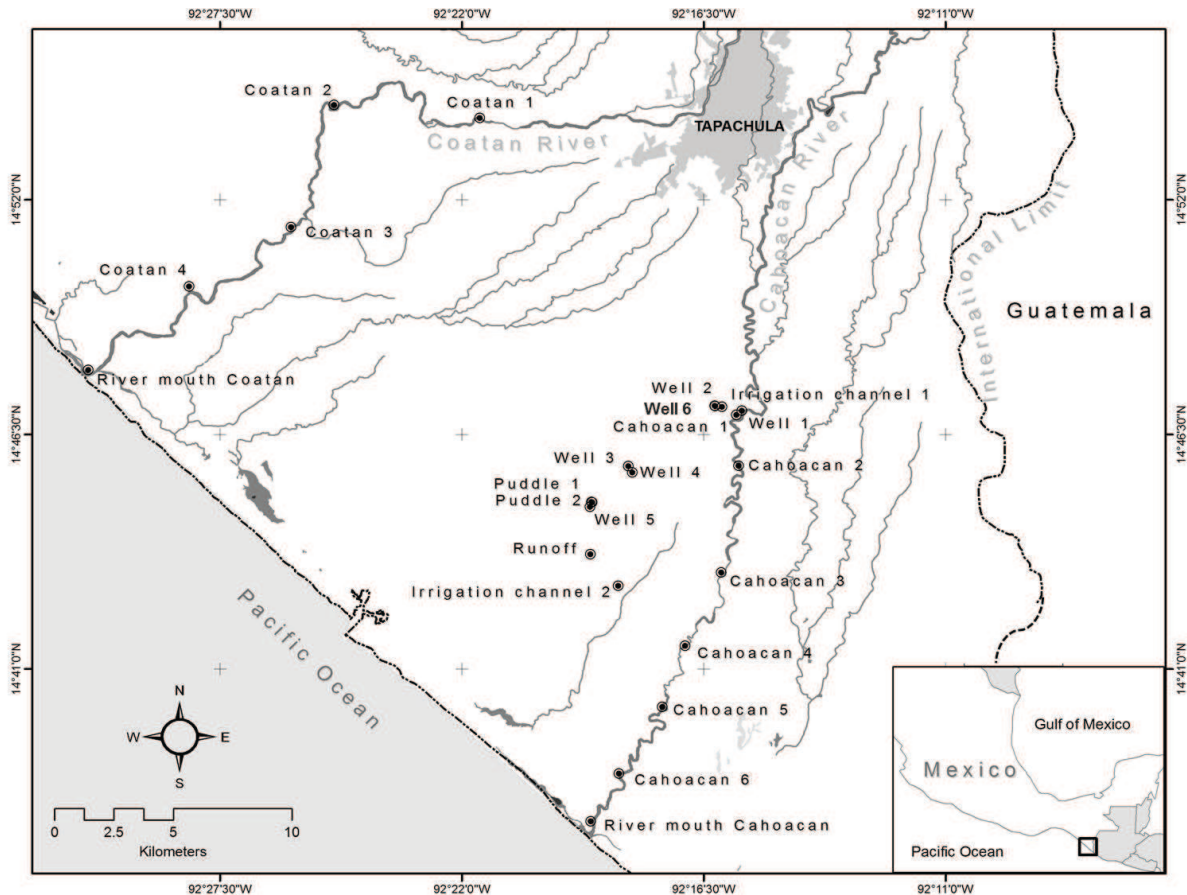 92°27'30"W
92°22'0"W
92°16'30"W
92°11'0"W
Coatan 2
Coatan 1
Coatan River
TAPACHULA
Cahoacan River
14°52'0"N
14°52'0"N
International Limit
Coatan 3
Coatan 4
Guatemala
River mouth Coatan
Well 2
Irrigation channel 1
Well 6
Cahoacan 1
Well 1
14°46'30"N
14°46'30"N
Well 3
Well 4
Cahoacan 2
Puddle 1
Puddle 2
Well 5
Runoff
Cahoacan 3
Irrigation channel 2
Pacific Ocean
Cahoacan 4
14°41'0"N
14°41'0"N
Cahoacan 5
Cahoacan 6
River mouth Cahoacan
N
W
E
S
0 2.5 5 10
Kilometers
Gulf of Mexico
Mexico
Pacific Ocean
92°27'30"W
92°22'0"W
92°16'30"W
92°11'0"W